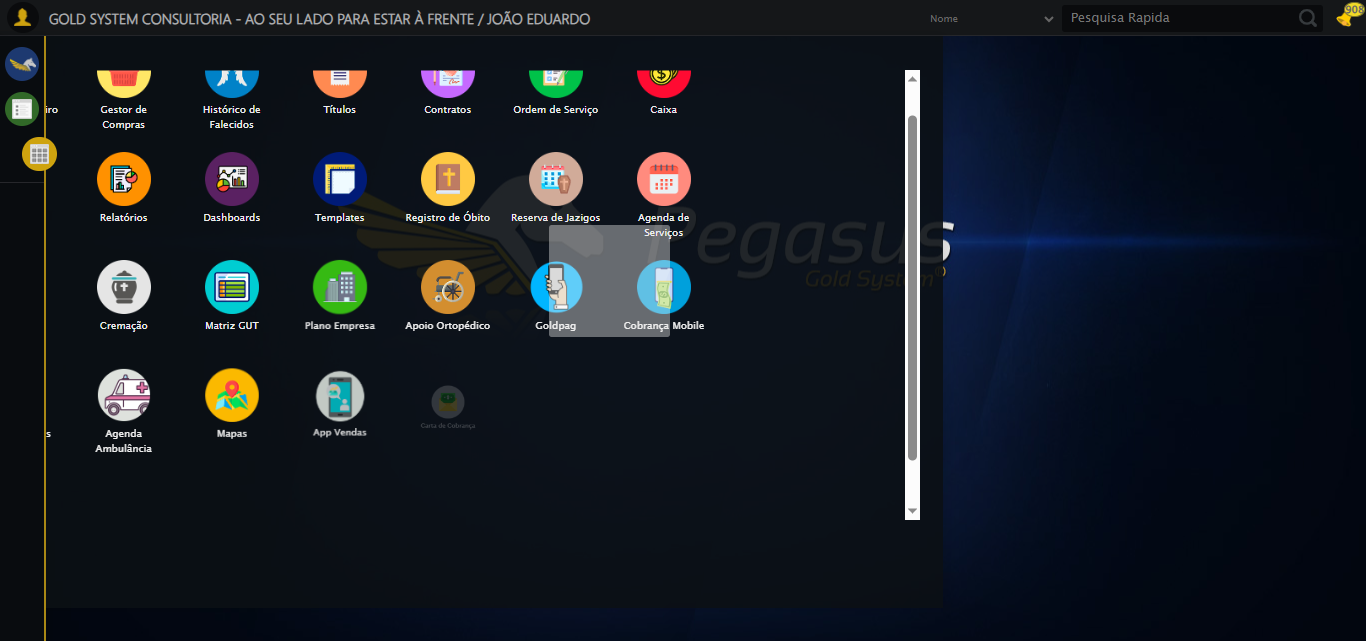 GOLD SYSTEM CONSULTORIA - AO SEU LADO PARA ESTAR À FRENTE / JOÃO EDUARDO
Nome
Pesquisa Rapida
908
iro
Gestor de
Compras
Histórico de
Falecidos
Títulos
Contratos
Ordem de Serviço
Caixa
Relatórios
Dashboards
Templates
Registro de Óbito
Reserva de Jazigos
Agenda de
Serviços
Pegasus
Gold System
Cremação
Matriz GUT
Plano Empresa
Apoio Ortopédico
Goldpag
Cobrança Mobile
s
Agenda
Ambulância
Mapas
App Vendas
Carta de Cobrança